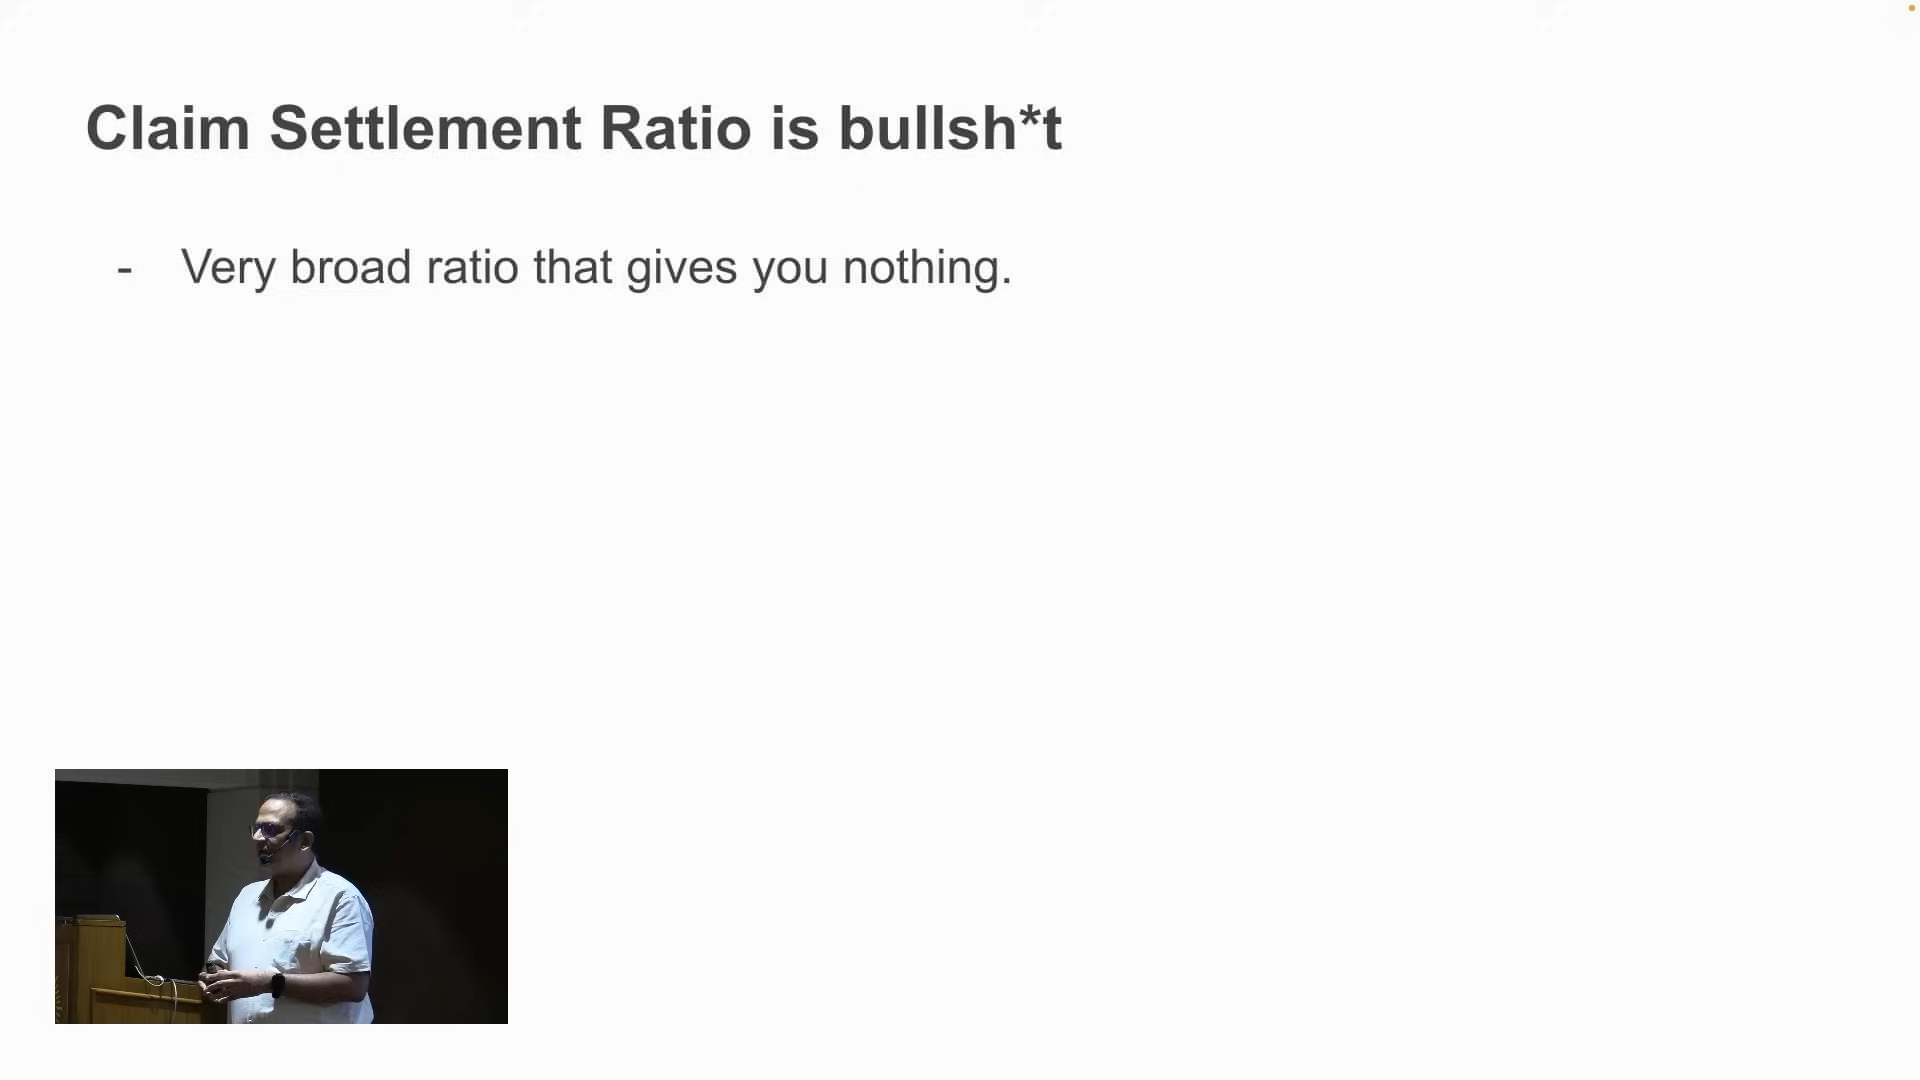 Claim Settlement Ratio is bullsh*t
- Very broad ratio that gives you nothing.